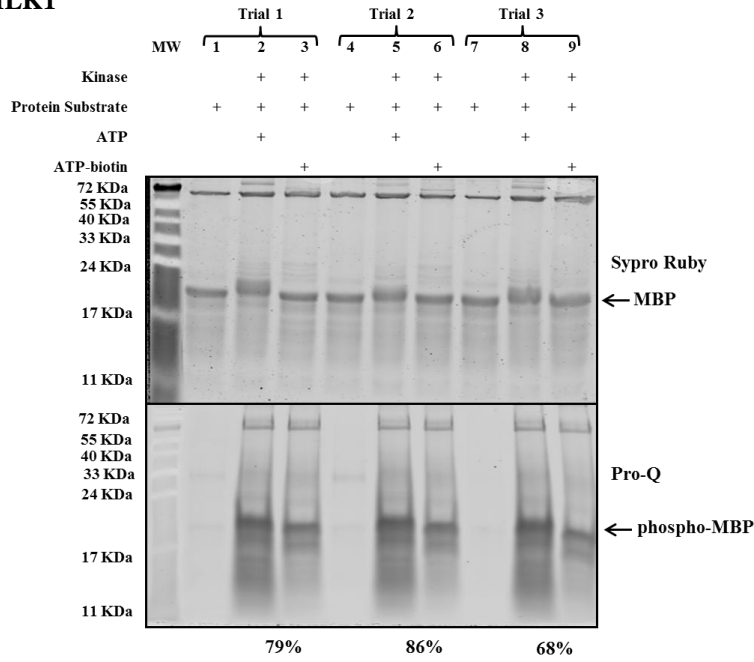 Trial 1 Trial 2 Trial 3
MW 1 2 3 4 5 6 7 8 9
Kinase + + + + + +
Protein Substrate + + + + + + + + +
ATP + + +
ATP-biotin + + +
72 KDa
55 KDa
40 KDa
33 KDa
24 KDa
17 KDa
11 KDa
Sypro Ruby
MBP
72 KDa
55 KDa
40 KDa
33 KDa
24 KDa
17 KDa
11 KDa
Pro-Q
phospho-MBP
79% 86% 68%